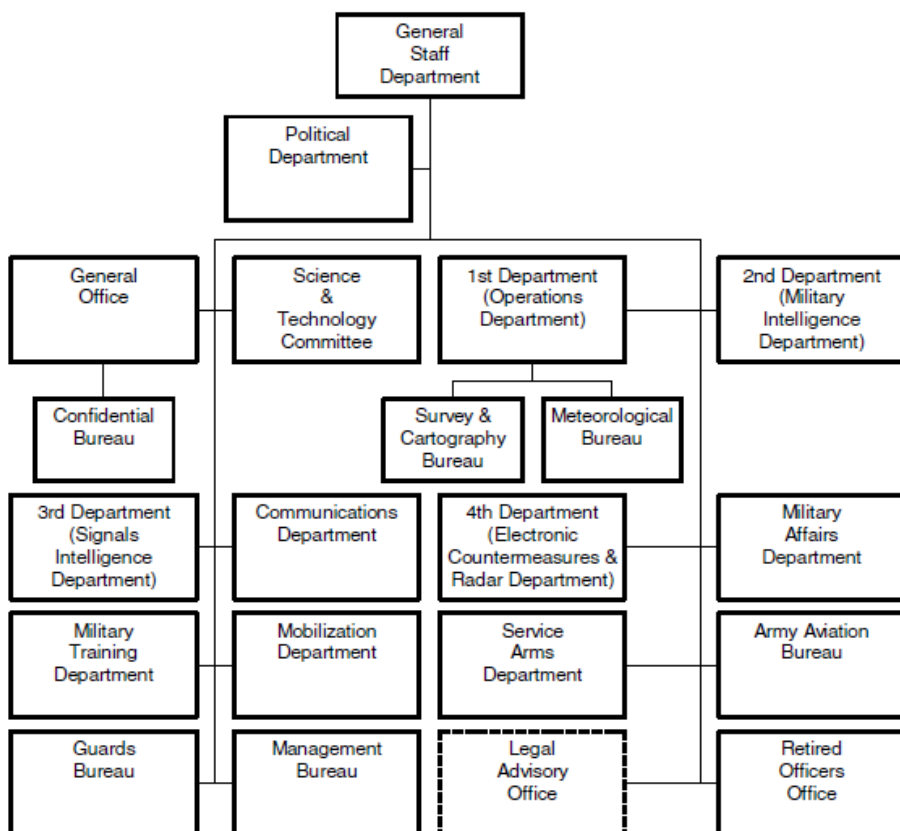 General
Staff
Department
Political
Department
General
Office
Science
&
Technology
Committee
1st Department
(Operations
Department)
2nd Department
(Military
Intelligence
Department)
Confidential
Bureau
Survey &
Cartography
Bureau
Meteorological
Bureau
3rd Department
(Signals
Intelligence
Department)
Communications
Department
4th Department
(Electronic
Countermeasures &
Radar Department)
Military
Affairs
Department
Military
Training
Department
Mobilization
Department
Service
Arms
Department
Army Aviation
Bureau
Guards
Bureau
Management
Bureau
Legal
Advisory
Office
Retired
Officers
Office